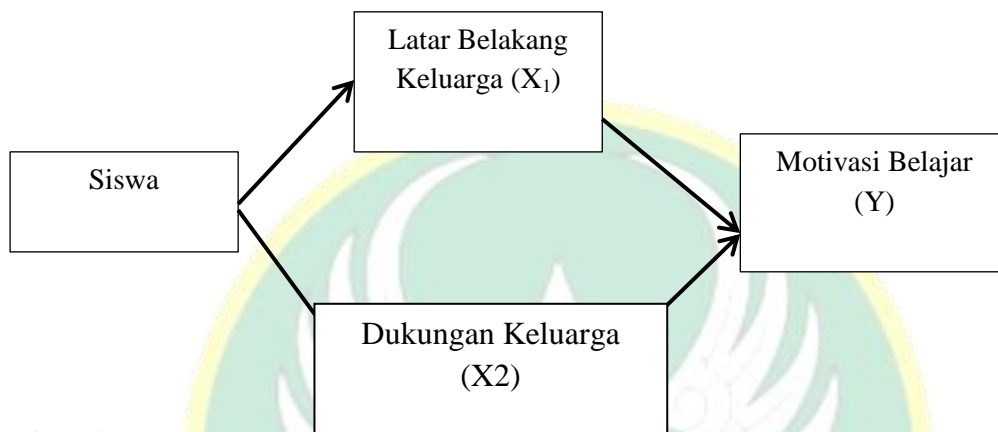 Latar Belakang
Keluarga (X₁)
Siswa
Motivasi Belajar
(Y)
Dukungan Keluarga
(X2)